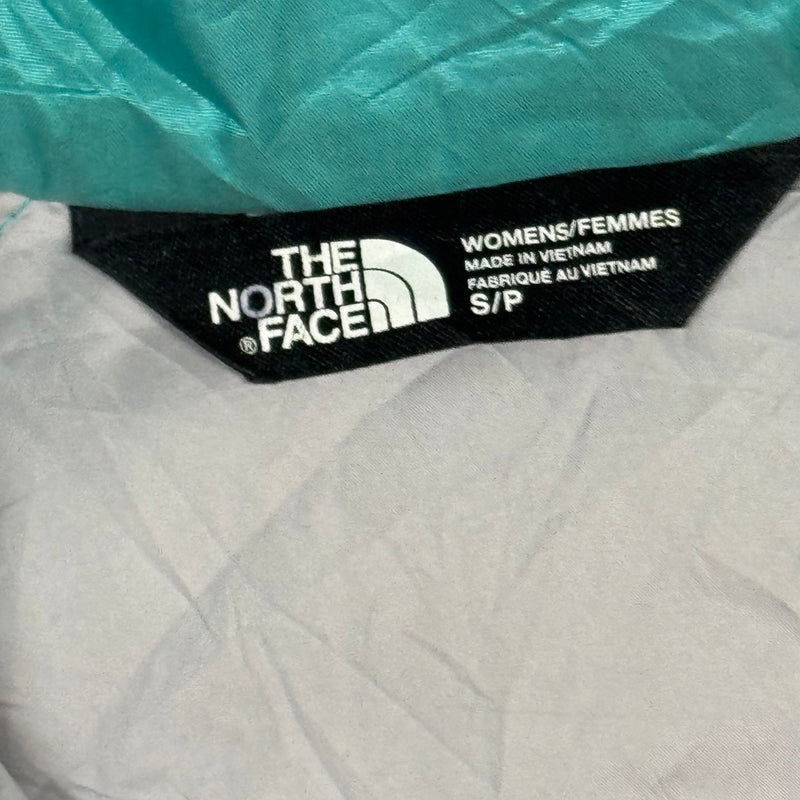 THE
NORTH
FACE
®
WOMENS/FEMMES
MADE IN VIETNAM
FABRIQUÉ AU VIETNAM
S/P